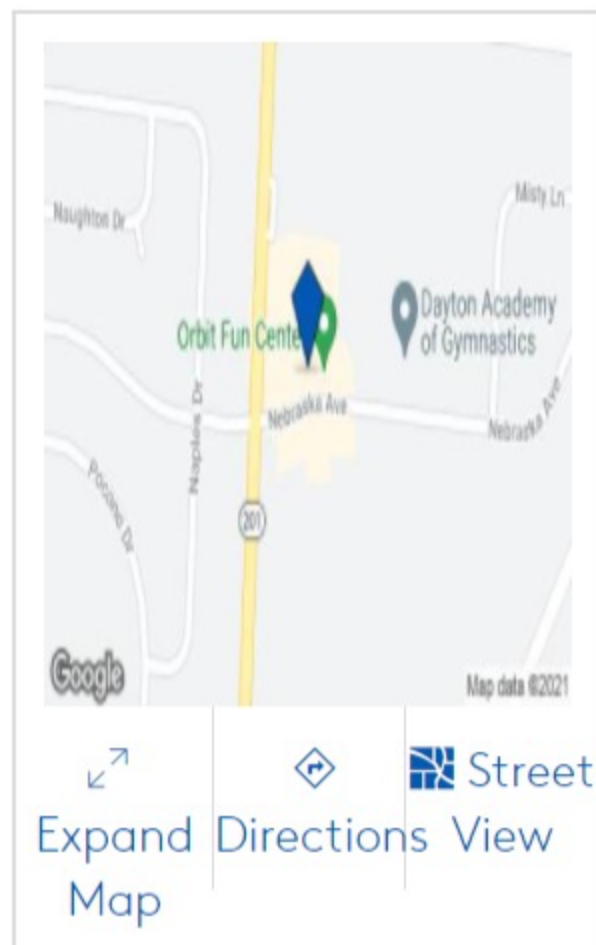 Misty Ln
Naughton Dr
Orbit Fun Cente
Dayton Academy
of Gymnastics
Nebraska Ave
Naples Dr
Nebraska Ave
Pocono Dr
201
Google
Map data ©2021
Expand
Map
Directions
Street
View